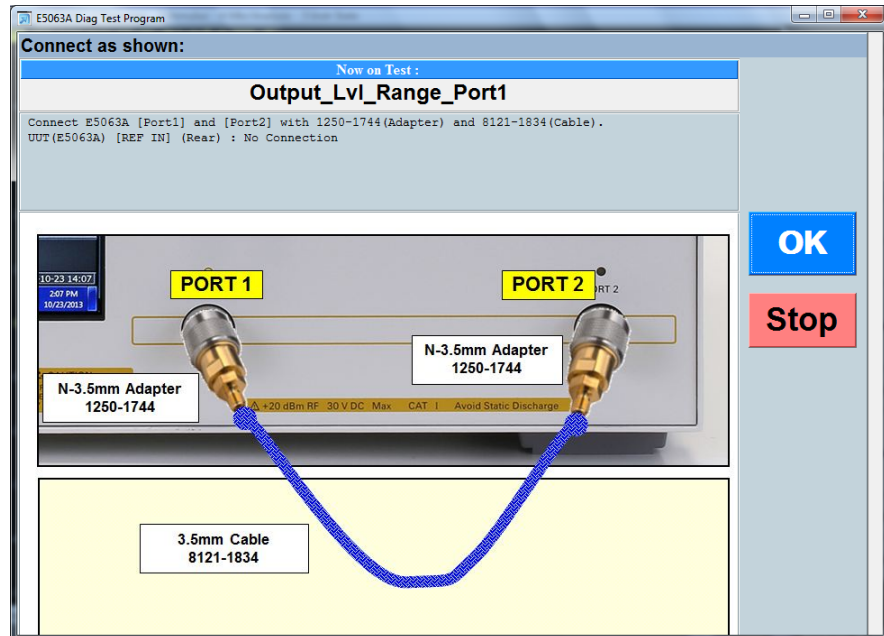 E5063A Diag Test Program
Connect as shown:
Now on Test :
Output_Lvl_Range_Port1
Connect E5063A [Port1] and [Port2] with 1250-1744(Adapter) and 8121-1834(Cable).
UUT(E5063A) [REF IN] (Rear) : No Connection
OK
Stop
-10-23 14:07
2:07 PM
10/23/2013
PORT 1
PORT 2
RT 2
N-3.5mm Adapter
1250-1744
N-3.5mm Adapter
1250-1744
+20 dBm RF 30 V DC Max CAT I Avoid Static Discharge
3.5mm Cable
8121-1834